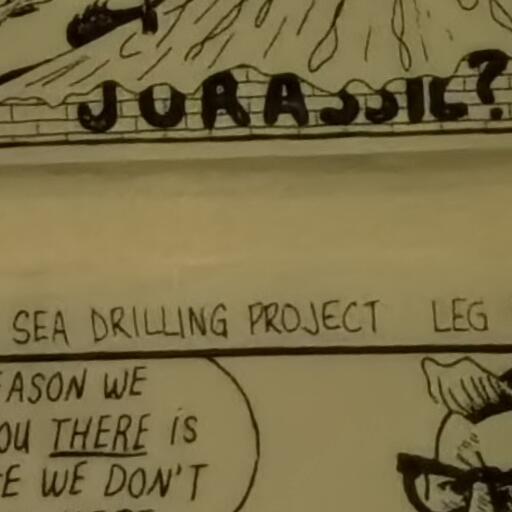 JURASSIC?
SEA DRILLING PROJECT LEG
EASON WE
OU THERE IS
E WE DON'T